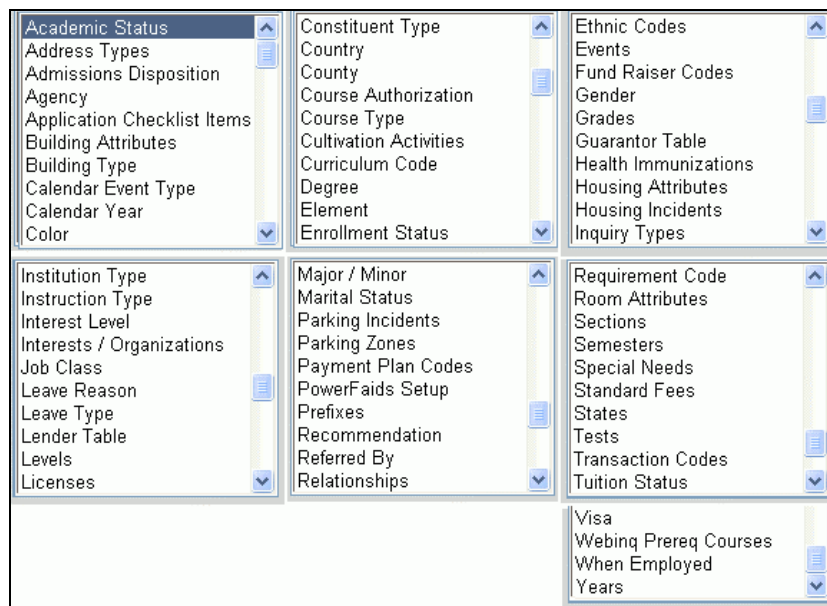 Academic Status
Address Types
Admissions Disposition
Agency
Application Checklist Items
Building Attributes
Building Type
Calendar Event Type
Calendar Year
Color
Constituent Type
Country
County
Course Authorization
Course Type
Cultivation Activities
Curriculum Code
Degree
Element
Enrollment Status
Ethnic Codes
Events
Fund Raiser Codes
Gender
Grades
Guarantor Table
Health Immunizations
Housing Attributes
Housing Incidents
Inquiry Types
Institution Type
Instruction Type
Interest Level
Interests / Organizations
Job Class
Leave Reason
Leave Type
Lender Table
Levels
Licenses
Major / Minor
Marital Status
Parking Incidents
Parking Zones
Payment Plan Codes
PowerFaids Setup
Prefixes
Recommendation
Referred By
Relationships
Requirement Code
Room Attributes
Sections
Semesters
Special Needs
Standard Fees
States
Tests
Transaction Codes
Tuition Status
Visa
Webinq Prereq Courses
When Employed
Years